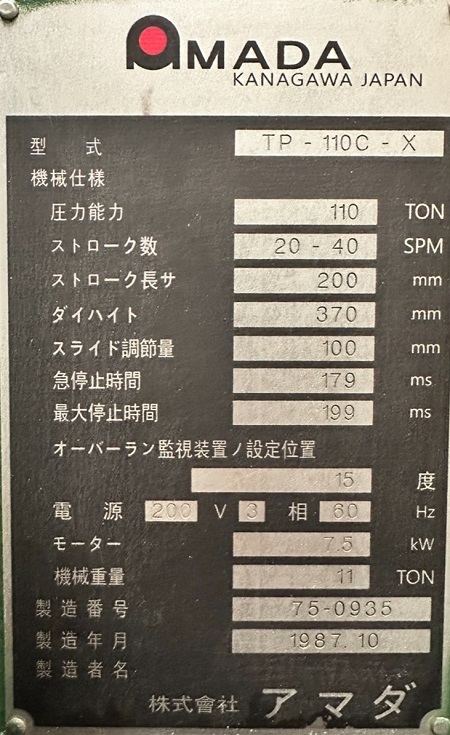 AMADA
KANAGAWA JAPAN
型 式 TP - 110C - X
機械仕様
圧力能力 110 TON
ストローク数 20 - 40 SPM
ストローク長サ 200 mm
ダイハイト 370 mm
スライド調節量 100 mm
急停止時間 179 ms
最大停止時間 199 ms
オーバーラン監視装置ノ設定位置
15 度
電 源 200 V 3 相 60 Hz
モーター 7.5 kW
機械重量 11 TON
製造番号 75-0935
製造年月 1987.10
製造者名
株式會社 アマダ